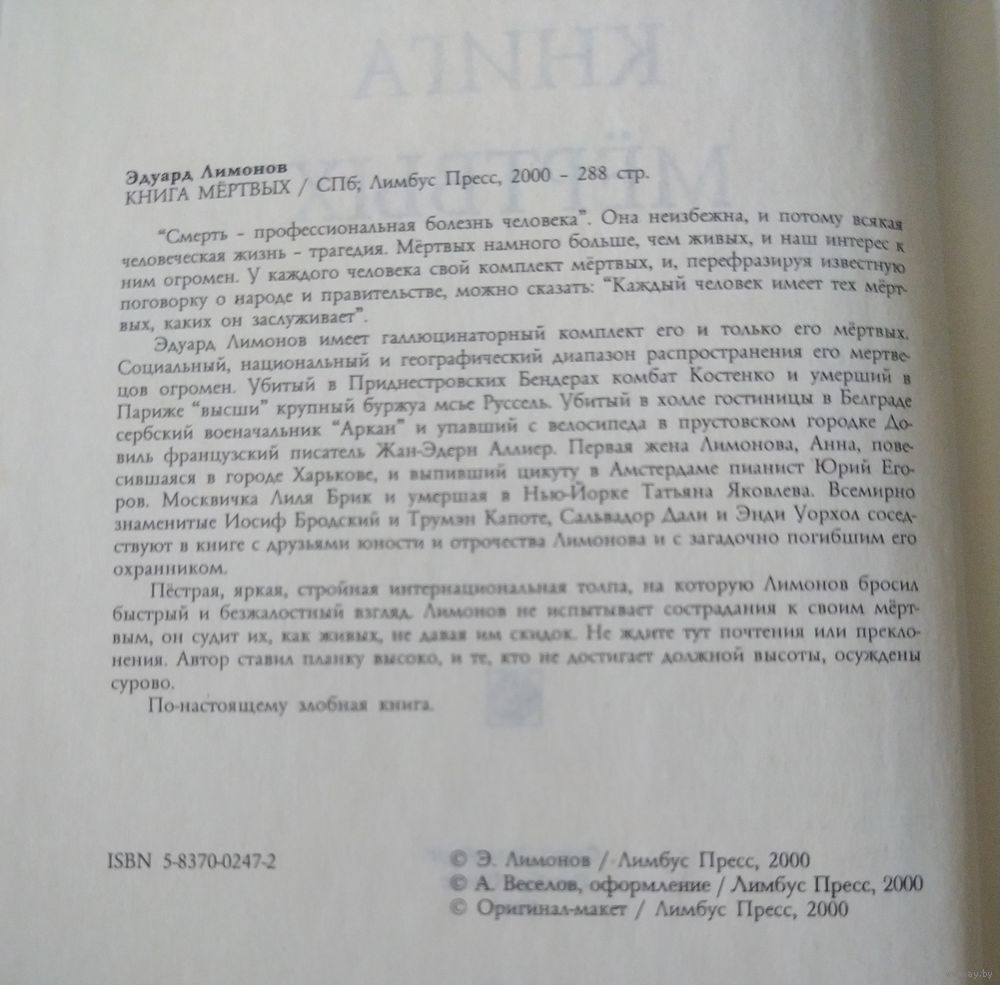 КНИГА
МЁРТВЫХ
Эдуард Лимонов
КНИГА МЁРТВЫХ / СПб; Лимбус Пресс, 2000 – 288 стр.
“Смерть – профессиональная болезнь человека”. Она неизбежна, и потому всякая
человеческая жизнь – трагедия. Мёртвых намного больше, чем живых, и наш интерес к
ним огромен. У каждого человека свой комплект мёртвых, и, перефразируя известную
поговорку о народе и правительстве, можно сказать: “Каждый человек имеет тех мёрт-
вых, каких он заслуживает”.
Эдуард Лимонов имеет галлюцинаторный комплект его и только его мёртвых.
Социальный, национальный и географический диапазон распространения его мертве-
цов огромен. Убитый в Приднестровских Бендерах комбат Костенко и умерший в
Париже “высши” крупный буржуа мсье Руссель. Убитый в холле гостиницы в Белграде
сербский военачальник “Аркан” и упавший с велосипеда в прустовском городке До-
виль французский писатель Жан-Эдерн Аллиер. Первая жена Лимонова, Анна, пове-
сившаяся в городе Харькове, и выпивший цикуту в Амстердаме пианист Юрий Его-
ров. Москвичка Лиля Брик и умершая в Нью-Йорке Татьяна Яковлева. Всемирно
знаменитые Иосиф Бродский и Трумэн Капоте, Сальвадор Дали и Энди Уорхол сосед-
ствуют в книге с друзьями юности и отрочества Лимонова и с загадочно погибшим его
охранником.
Пёстрая, яркая, стройная интернациональная толпа, на которую Лимонов бросил
быстрый и безжалостный взгляд. Лимонов не испытывает сострадания к своим мёрт-
вым, он судит их, как живых, не давая им скидок. Не ждите тут почтения или прекло-
нения. Автор ставил планку высоко, и те, кто не достигает должной высоты, осуждены
сурово.
По-настоящему злобная книга.
ISBN 5-8370-0247-2
© Э. Лимонов / Лимбус Пресс, 2000
© А. Веселов, оформление / Лимбус Пресс, 2000
© Оригинал-макет / Лимбус Пресс, 2000